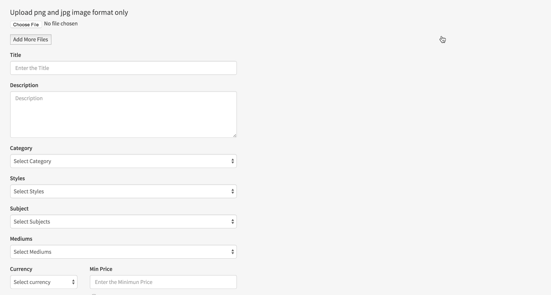 Upload png and jpg image format only
Choose File No file chosen
Add More Files
Title
Enter the Title
Description
Description
Category
Select Category
Styles
Select Styles
Subject
Select Subjects
Mediums
Select Mediums
Currency Min Price
Select currency Enter the Minimun Price